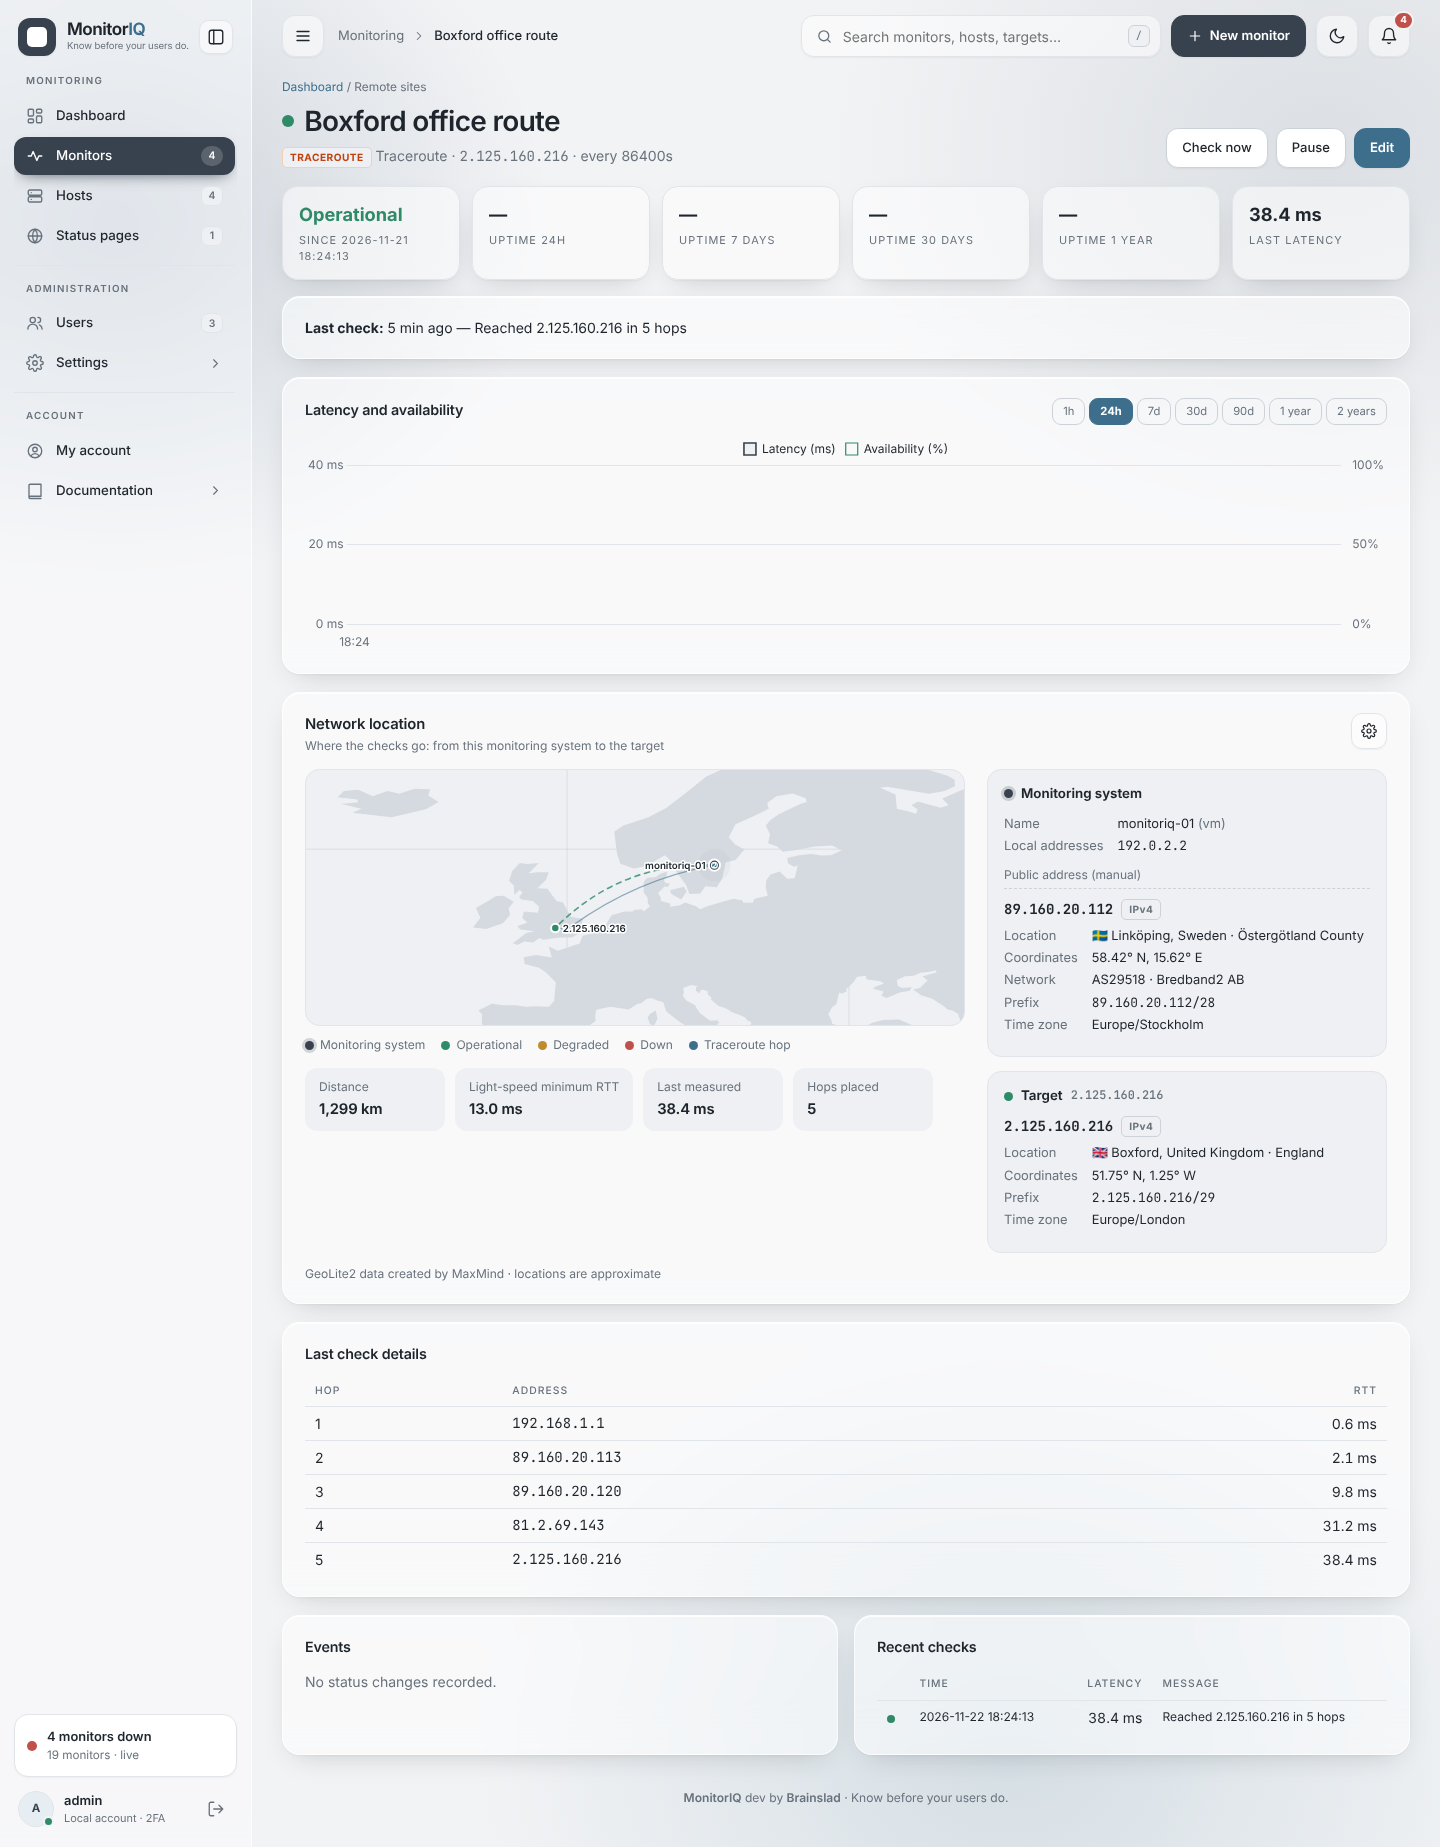 MonitorIQ
Know before your users do.
MONITORING
Dashboard
Monitors 4
Hosts 4
Status pages 1
ADMINISTRATION
Users 3
Settings
ACCOUNT
My account
Documentation
4 monitors down
19 monitors · live
A
admin
Local account · 2FA
Monitoring
Boxford office route
Search monitors, hosts, targets...
/
New monitor
4
Dashboard / Remote sites
Boxford office route
TRACEROUTE Traceroute · 2.125.160.216 · every 86400s
Check now
Pause
Edit
Operational
SINCE 2026-11-21
18:24:13
—
UPTIME 24H
—
UPTIME 7 DAYS
—
UPTIME 30 DAYS
—
UPTIME 1 YEAR
38.4 ms
LAST LATENCY
Last check: 5 min ago — Reached 2.125.160.216 in 5 hops
Latency and availability
1h 24h 7d 30d 90d 1 year 2 years
Latency (ms) Availability (%)
40 ms 100%
20 ms 50%
0 ms 0%
18:24
Network location
Where the checks go: from this monitoring system to the target
monitoriq-01
2.125.160.216
Monitoring system Operational Degraded Down Traceroute hop
Distance
1,299 km
Light-speed minimum RTT
13.0 ms
Last measured
38.4 ms
Hops placed
5
Monitoring system
Name monitoriq-01 (vm)
Local addresses 192.0.2.2
Public address (manual)
89.160.20.112 IPv4
Location 🇸🇪 Linköping, Sweden · Östergötland County
Coordinates 58.42° N, 15.62° E
Network AS29518 · Bredband2 AB
Prefix 89.160.20.112/28
Time zone Europe/Stockholm
Target 2.125.160.216
2.125.160.216 IPv4
Location 🇬🇧 Boxford, United Kingdom · England
Coordinates 51.75° N, 1.25° W
Prefix 2.125.160.216/29
Time zone Europe/London
GeoLite2 data created by MaxMind · locations are approximate
Last check details
HOP ADDRESS RTT
1 192.168.1.1 0.6 ms
2 89.160.20.113 2.1 ms
3 89.160.20.120 9.8 ms
4 81.2.69.143 31.2 ms
5 2.125.160.216 38.4 ms
Events
No status changes recorded.
Recent checks
TIME LATENCY MESSAGE
2026-11-22 18:24:13 38.4 ms Reached 2.125.160.216 in 5 hops
MonitorIQ dev by Brainslad · Know before your users do.